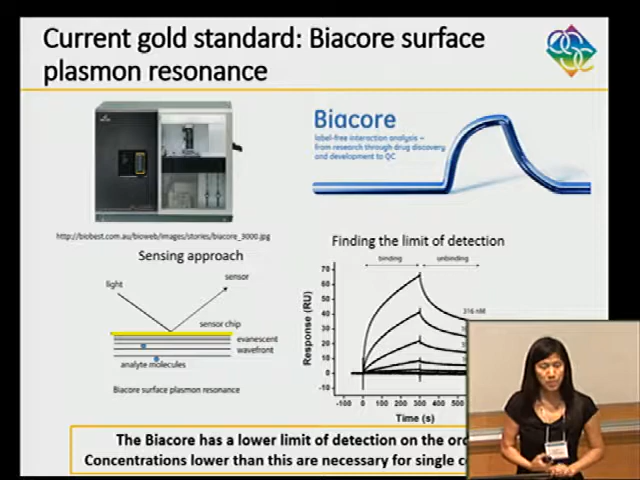 Current gold standard: Biacore surface
plasmon resonance
Biacore
label-free interaction analysis –
from research through drug discovery
and development to QC
http://biobest.com.au/bioweb/images/stories/biacore_3000.jpg
Finding the limit of detection
Sensing approach
light
sensor
sensor chip
evanescent
wavefront
analyte molecules
Biacore surface plasmon resonance
binding
unbinding
Response (RU)
70
60
50
40
30
20
10
0
-10
316 nM
-100
0
100
200
300
400
500
Time (s)
The Biacore has a lower limit of detection on the
Concentrations lower than this are necessary for single